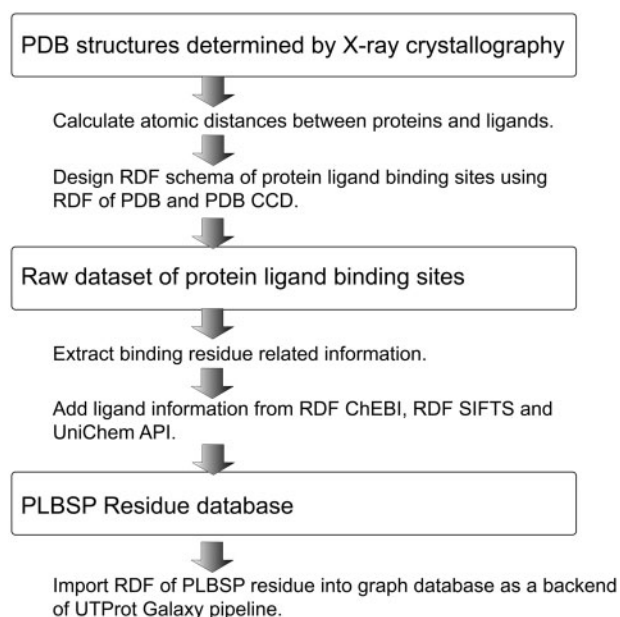 PDB structures determined by X-ray crystallography
Calculate atomic distances between proteins and ligands.
Design RDF schema of protein ligand binding sites using
RDF of PDB and PDB CCD.
Raw dataset of protein ligand binding sites
Extract binding residue related information.
Add ligand information from RDF ChEBI, RDF SIFTS and
UniChem API.
PLBSP Residue database
Import RDF of PLBSP residue into graph database as a backend
of UTProt Galaxy pipeline.